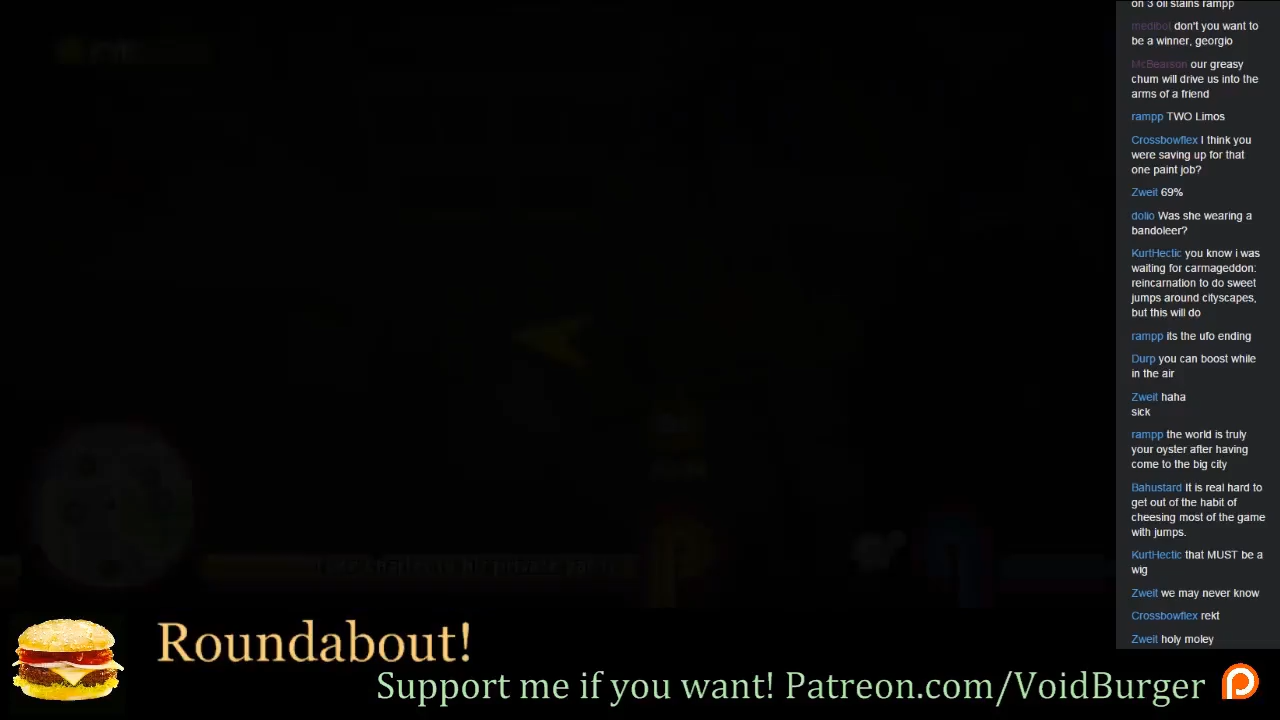 on 3 oil stains rampp
medibot don't you want to
be a winner, georgio
McBearson our greasy
chum will drive us into the
arms of a friend
rampp TWO Limos
Crossbowflex I think you
were saving up for that
one paint job?
Zweit 69%
dolio Was she wearing a
bandoleer?
KurtHectic you know i was
waiting for carmageddon:
reincarnation to do sweet
jumps around cityscapes,
but this will do
rampp its the ufo ending
Durp you can boost while
in the air
Zweit haha
sick
rampp the world is truly
your oyster after having
come to the big city
Bahustard It is real hard to
get out of the habit of
cheesing most of the game
with jumps.
KurtHectic that MUST be a
wig
Zweit we may never know
Crossbowflex rekt
Zweit holy moley
Roundabout!
Support me if you want! Patreon.com/VoidBurger